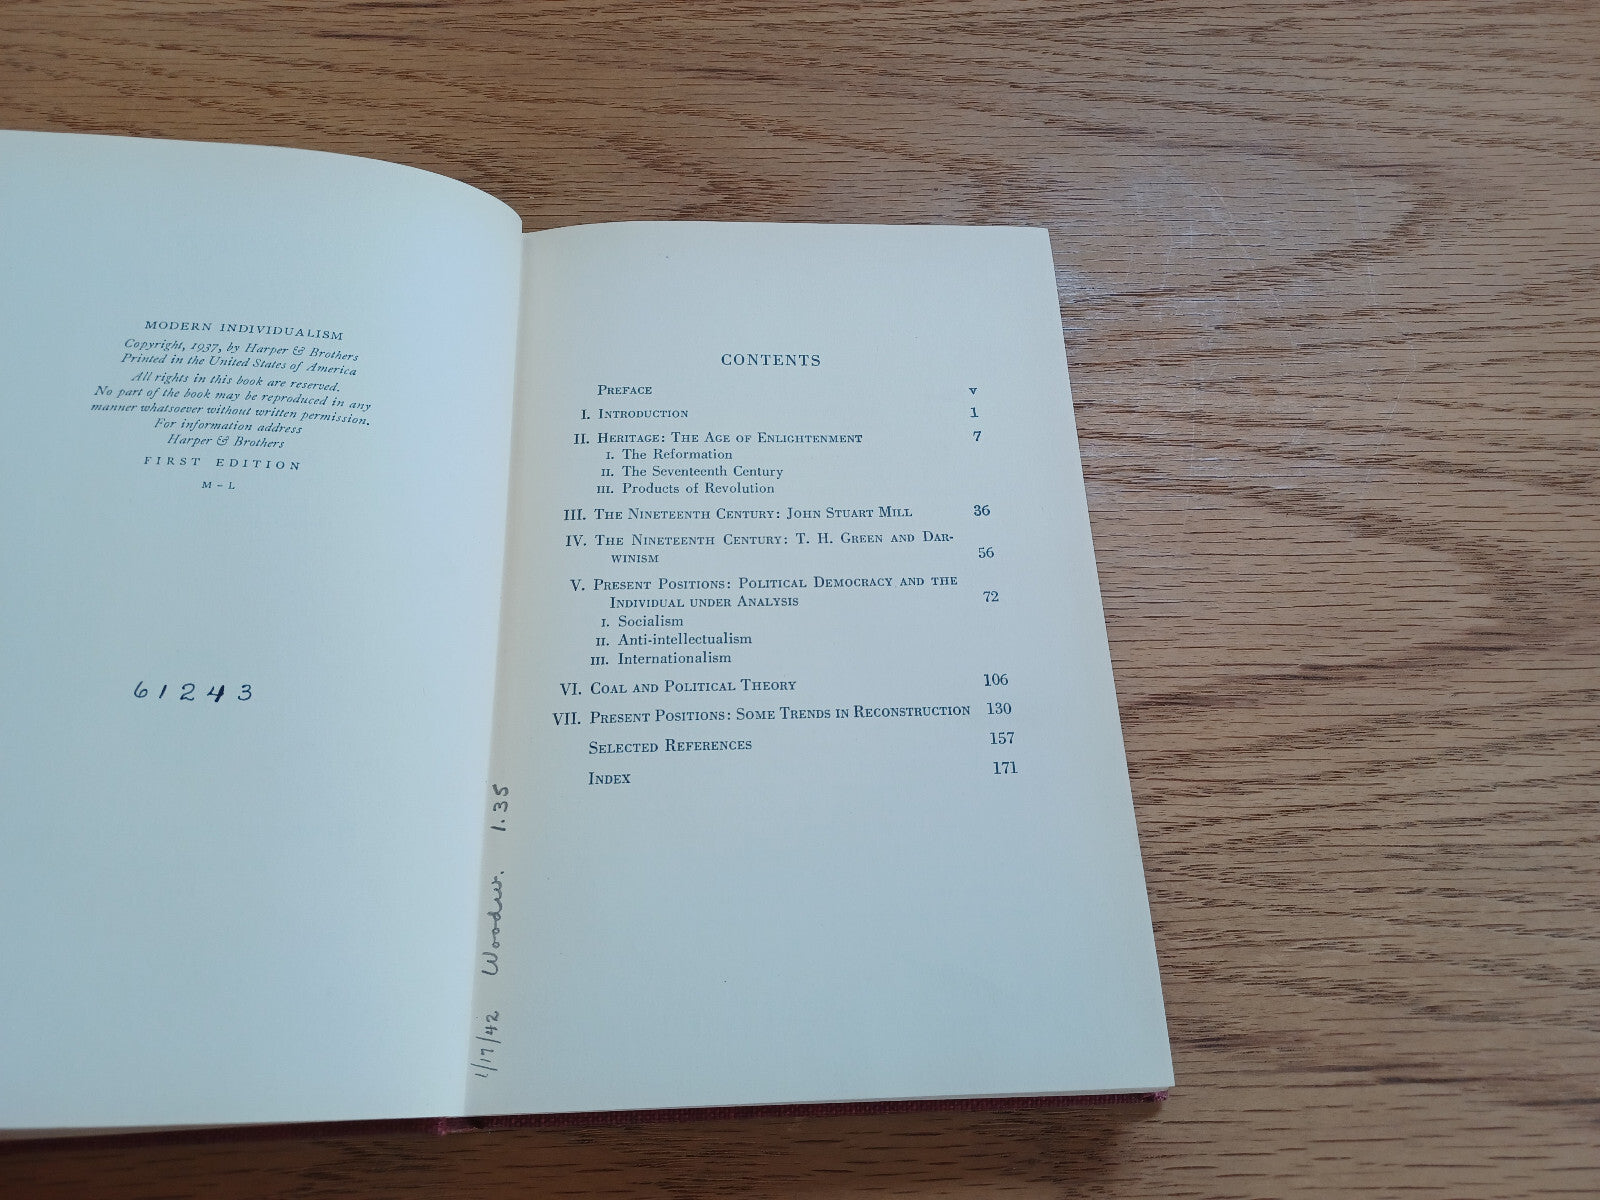 MODERN INDIVIDUALISM
Copyright, 1937, by Harper & Brothers
Printed in the United States of America
All rights in this book are reserved.
No part of the book may be reproduced in any
manner whatsoever without written permission.
For information address
Harper & Brothers
FIRST EDITION
M-L
61243
1/17/42 Woodw. 1.35
CONTENTS
PREFACE v
I. INTRODUCTION 1
II. HERITAGE: THE AGE OF ENLIGHTENMENT 7
I. The Reformation
II. The Seventeenth Century
III. Products of Revolution
III. THE NINETEENTH CENTURY: JOHN STUART MILL 36
IV. THE NINETEENTH CENTURY: T. H. GREEN AND DAR-
WINISM 56
V. PRESENT POSITIONS: POLITICAL DEMOCRACY AND THE
INDIVIDUAL UNDER ANALYSIS 72
I. Socialism
II. Anti-intellectualism
III. Internationalism
VI. COAL AND POLITICAL THEORY 106
VII. PRESENT POSITIONS: SOME TRENDS IN RECONSTRUCTION 130
SELECTED REFERENCES 157
INDEX 171